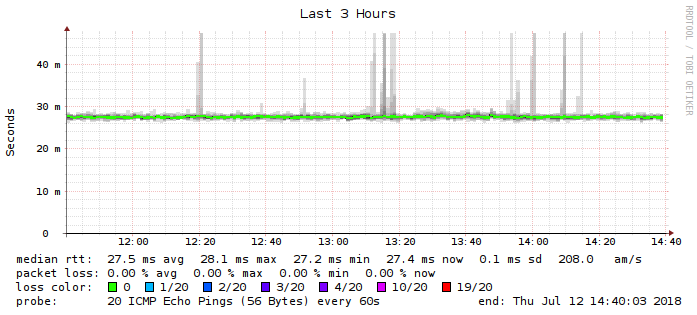 Last 3 Hours
RRDTOOL / TOBI OETIKER
Seconds
40 m
30 m
20 m
10 m
0
12:00 12:20 12:40 13:00 13:20 13:40 14:00 14:20 14:40
median rtt: 27.5 ms avg 28.1 ms max 27.2 ms min 27.4 ms now 0.1 ms sd 208.0 am/s
packet loss: 0.00 % avg 0.00 % max 0.00 % min 0.00 % now
loss color: 0 1/20 2/20 3/20 4/20 10/20 19/20
probe: 20 ICMP Echo Pings (56 Bytes) every 60s end: Thu Jul 12 14:40:03 2018